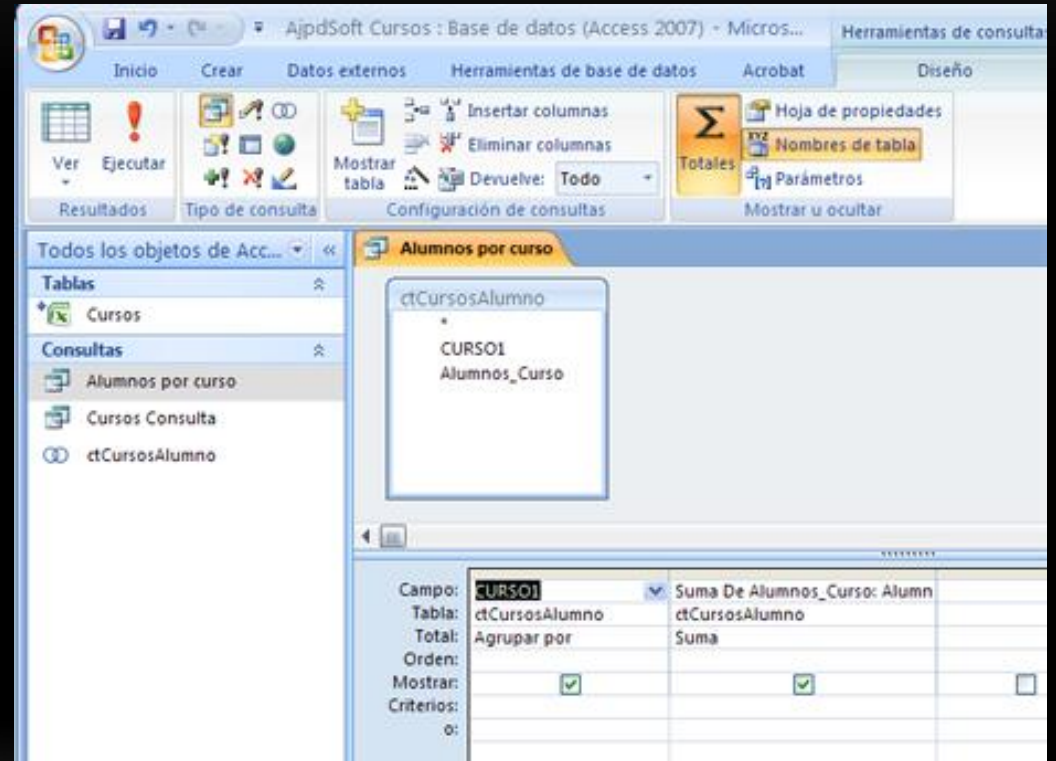 AjpdSoft Cursos : Base de datos (Access 2007) - Micros...
Herramientas de consulta
Inicio Crear Datos externos Herramientas de base de datos Acrobat Diseño
Ver
Ejecutar
Resultados
Tipo de consulta
Mostrar
tabla
Insertar columnas
Eliminar columnas
Devuelve: Todo
Configuración de consultas
Σ
Totales
Hoja de propiedades
XYZ
Nombres de tabla
Parámetros
Mostrar u ocultar
Todos los objetos de Acc... «
Tablas
Cursos
Consultas
Alumnos por curso
Cursos Consulta
ctCursosAlumno
Alumnos por curso
ctCursosAlumno
*
CURSO1
Alumnos_Curso
Campo: CURSO1 Suma De Alumnos_Curso: Alumn
Tabla: ctCursosAlumno ctCursosAlumno
Total: Agrupar por Suma
Orden:
Mostrar:
Criterios:
o: